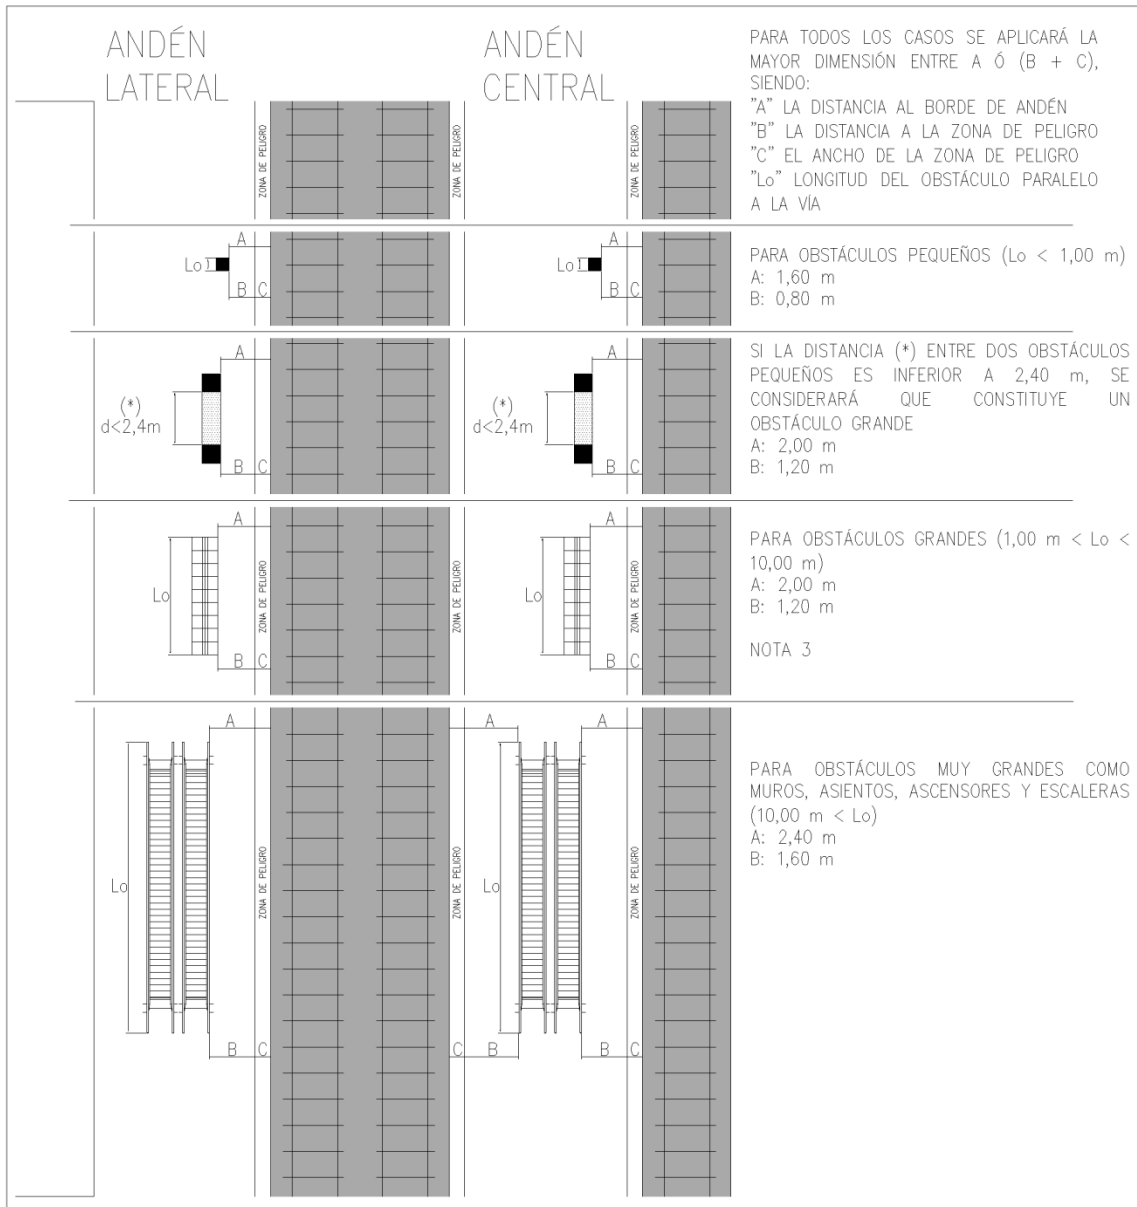 ANDÉN
LATERAL
ANDÉN
CENTRAL
PARA TODOS LOS CASOS SE APLICARÁ LA
MAYOR DIMENSIÓN ENTRE A Ó (B + C),
SIENDO:
"A" LA DISTANCIA AL BORDE DE ANDÉN
"B" LA DISTANCIA A LA ZONA DE PELIGRO
"C" EL ANCHO DE LA ZONA DE PELIGRO
"Lo" LONGITUD DEL OBSTÁCULO PARALELO
A LA VÍA
ZONA DE PELIGRO
ZONA DE PELIGRO
ZONA DE PELIGRO
A
Lo
B C
A
Lo
B C
PARA OBSTÁCULOS PEQUEÑOS (Lo < 1,00 m)
A: 1,60 m
B: 0,80 m
A
(*)
d<2,4m
B C
A
(*)
d<2,4m
B C
SI LA DISTANCIA (*) ENTRE DOS OBSTÁCULOS
PEQUEÑOS ES INFERIOR A 2,40 m, SE
CONSIDERARÁ QUE CONSTITUYE UN
OBSTÁCULO GRANDE
A: 2,00 m
B: 1,20 m
A
Lo
ZONA DE PELIGRO
B C
ZONA DE PELIGRO
A
Lo
ZONA DE PELIGRO
B C
PARA OBSTÁCULOS GRANDES (1,00 m < Lo <
10,00 m)
A: 2,00 m
B: 1,20 m
NOTA 3
A
Lo
ZONA DE PELIGRO
B C
A
A
ZONA DE PELIGRO
Lo
ZONA DE PELIGRO
C B
B C
PARA OBSTÁCULOS MUY GRANDES COMO
MUROS, ASIENTOS, ASCENSORES Y ESCALERAS
(10,00 m < Lo)
A: 2,40 m
B: 1,60 m